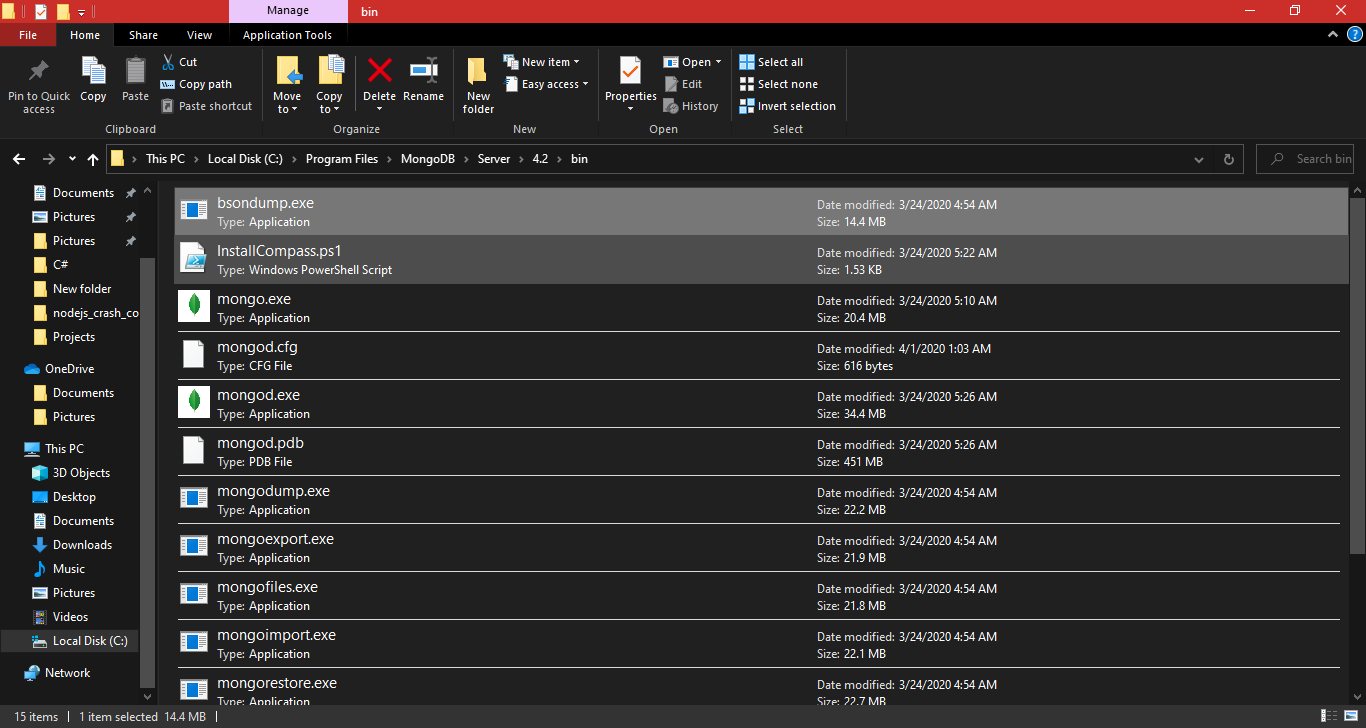 Manage
bin
File
Home
Share
View
Application Tools
Pin to Quick
access
Copy
Paste
Cut
Copy path
Paste shortcut
Clipboard
Move
to
Copy
to
Delete
Rename
Organize
New
folder
New item
Easy access
New
Properties
Open
Edit
History
Open
Select all
Select none
Invert selection
Select
This PC
Local Disk (C:)
Program Files
MongoDB
Server
4.2
bin
Search bin
Documents
Pictures
Pictures
C#
New folder
nodejs_crash_co
Projects
OneDrive
Documents
Pictures
This PC
3D Objects
Desktop
Documents
Downloads
Music
Pictures
Videos
Local Disk (C:)
Network
bsondump.exe
Type: Application
Date modified: 3/24/2020 4:54 AM
Size: 14.4 MB
InstallCompass.ps1
Type: Windows PowerShell Script
Date modified: 3/24/2020 5:22 AM
Size: 1.53 KB
mongo.exe
Type: Application
Date modified: 3/24/2020 5:10 AM
Size: 20.4 MB
mongod.cfg
Type: CFG File
Date modified: 4/1/2020 1:03 AM
Size: 616 bytes
mongod.exe
Type: Application
Date modified: 3/24/2020 5:26 AM
Size: 34.4 MB
mongod.pdb
Type: PDB File
Date modified: 3/24/2020 5:26 AM
Size: 451 MB
mongodump.exe
Type: Application
Date modified: 3/24/2020 4:54 AM
Size: 22.2 MB
mongoexport.exe
Type: Application
Date modified: 3/24/2020 4:54 AM
Size: 21.9 MB
mongofiles.exe
Type: Application
Date modified: 3/24/2020 4:54 AM
Size: 21.8 MB
mongoimport.exe
Type: Application
Date modified: 3/24/2020 4:54 AM
Size: 22.1 MB
mongorestore.exe
Type: Application
Date modified: 3/24/2020 4:54 AM
Size: 22.7 MB
15 items
1 item selected 14.4 MB